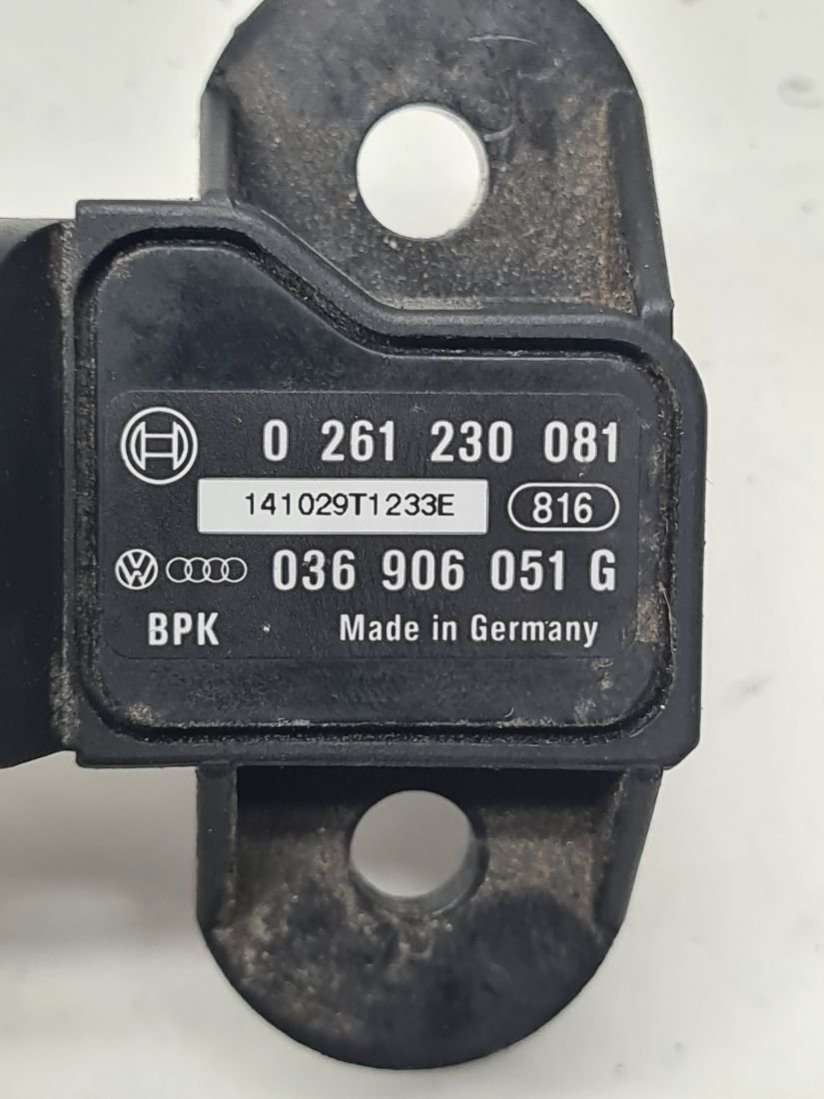 0 261 230 081
141029T1233E 816
036 906 051 G
BPK Made in Germany